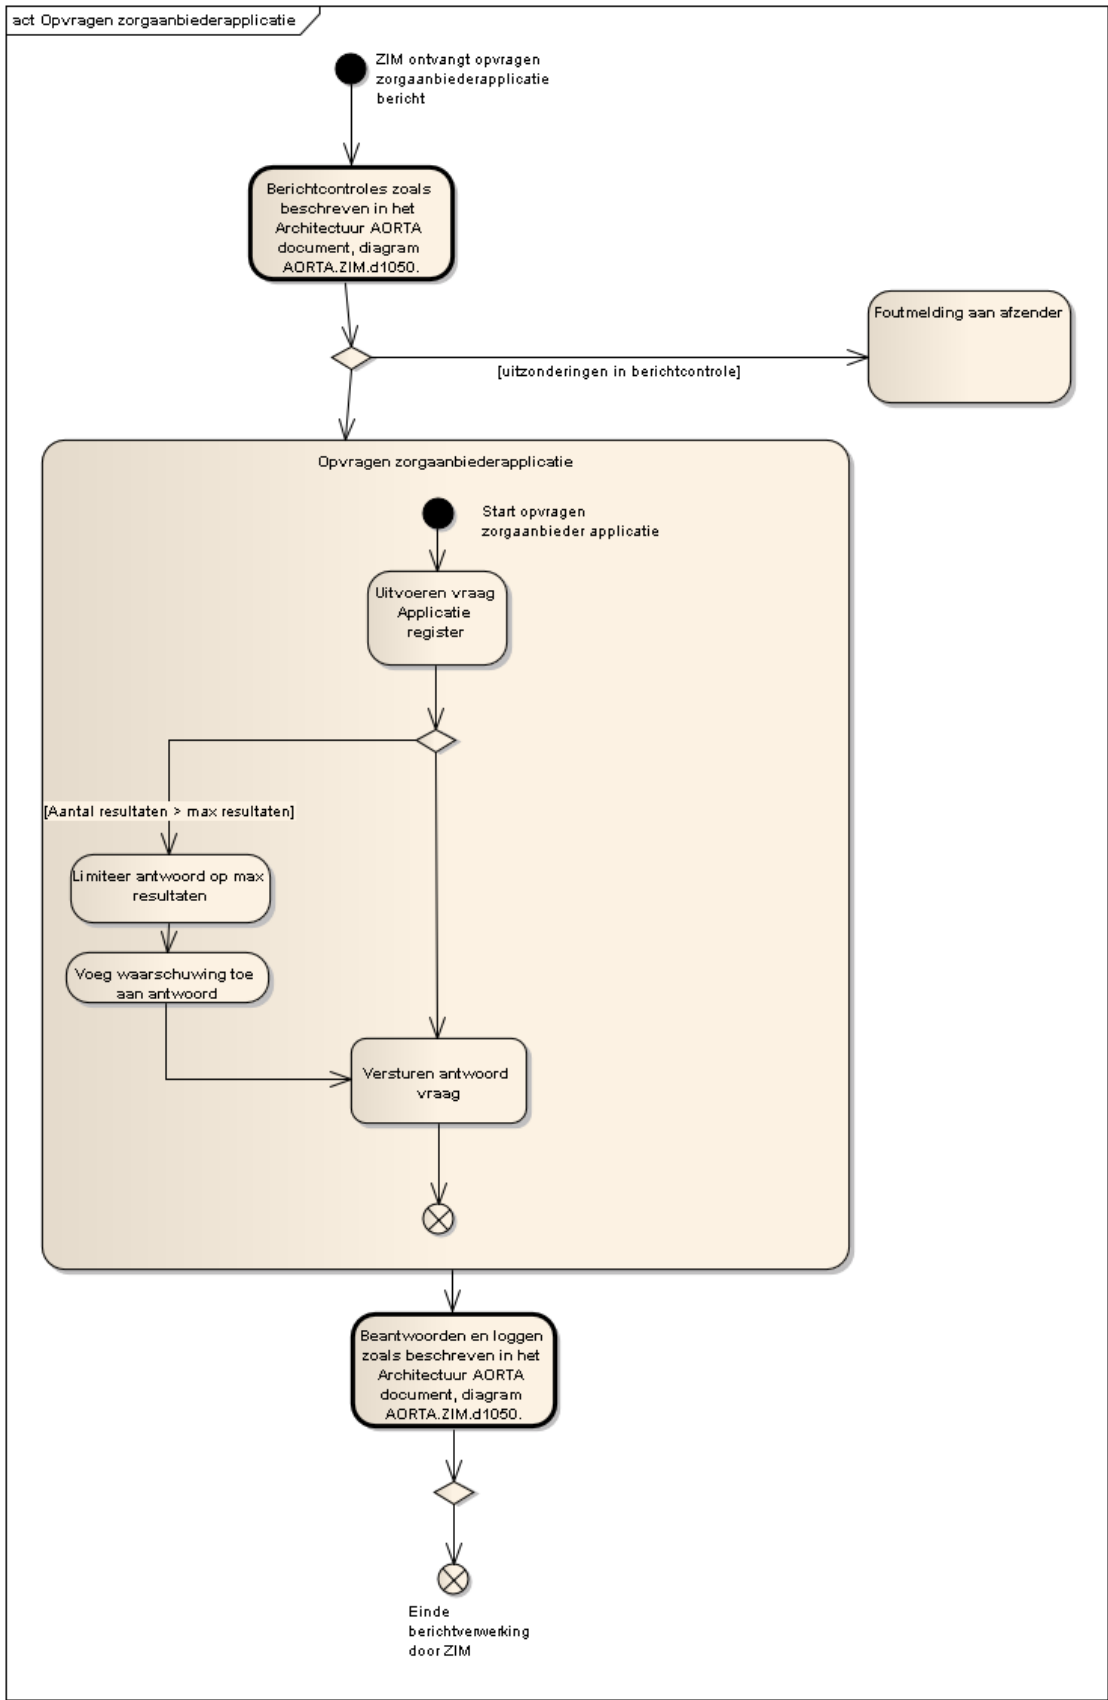 act Opvragen zorgaanbiederapplicatie
ZIM ontvangt opvragen
zorgaanbiederapplicatie
bericht
Berichtcontroles zoals
beschreven in het
Architectuur AORTA
document, diagram
AORTA.ZIM.d1050.
Foutmelding aan afzender
[uitzonderingen in berichtcontrole]
Opvragen zorgaanbiederapplicatie
Start opvragen
zorgaanbieder applicatie
Uitvoeren vraag
Applicatie
register
[Aantal resultaten > max resultaten]
Limiteer antwoord op max
resultaten
Voeg waarschuwing toe
aan antwoord
Versturen antwoord
vraag
Beantwoorden en loggen
zoals beschreven in het
Architectuur AORTA
document, diagram
AORTA.ZIM.d1050.
Einde
berichtverwerking
door ZIM